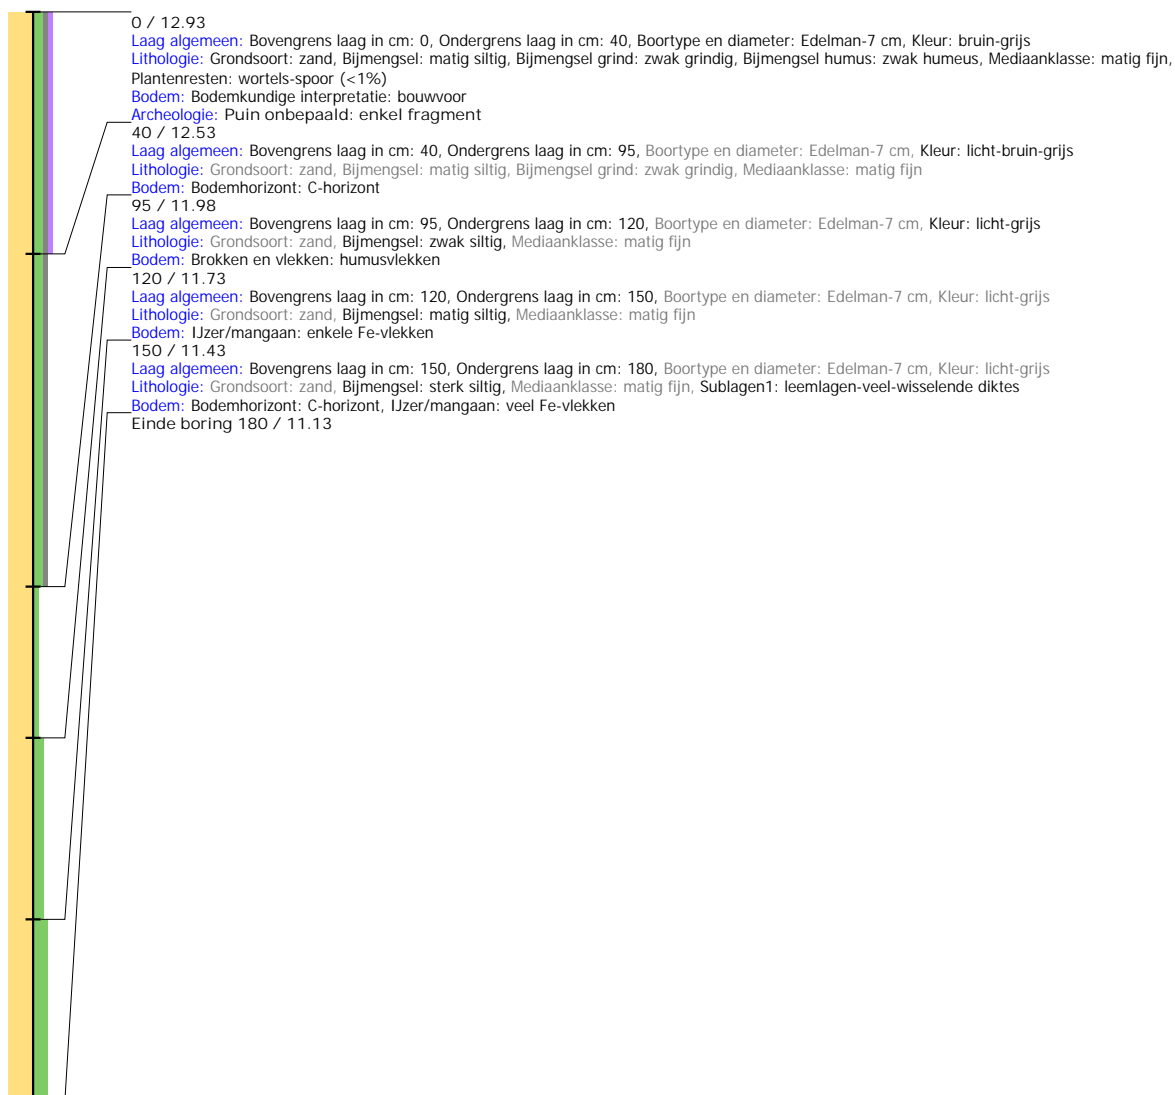 0 / 12.93
Laag algemeen: Bovengrens laag in cm: 0, Ondergrens laag in cm: 40, Boortype en diameter: Edelman-7 cm, Kleur: bruin-grijs
Lithologie: Grondsoort: zand, Bijmengsel: matig siltig, Bijmengsel grind: zwak grindig, Bijmengsel humus: zwak humeus, Mediaanklasse: matig fijn,
Plantenresten: wortels-spoor (<1%)
Bodem: Bodemkundige interpretatie: bouwvoor
Archeologie: Puin onbepaald: enkel fragment
40 / 12.53
Laag algemeen: Bovengrens laag in cm: 40, Ondergrens laag in cm: 95, Boortype en diameter: Edelman-7 cm, Kleur: licht-bruin-grijs
Lithologie: Grondsoort: zand, Bijmengsel: matig siltig, Bijmengsel grind: zwak grindig, Mediaanklasse: matig fijn
Bodem: Bodemhorizont: C-horizont
95 / 11.98
Laag algemeen: Bovengrens laag in cm: 95, Ondergrens laag in cm: 120, Boortype en diameter: Edelman-7 cm, Kleur: licht-grijs
Lithologie: Grondsoort: zand, Bijmengsel: zwak siltig, Mediaanklasse: matig fijn
Bodem: Brokken en vlekken: humusvlekken
120 / 11.73
Laag algemeen: Bovengrens laag in cm: 120, Ondergrens laag in cm: 150, Boortype en diameter: Edelman-7 cm, Kleur: licht-grijs
Lithologie: Grondsoort: zand, Bijmengsel: matig siltig, Mediaanklasse: matig fijn
Bodem: IJzer/mangaan: enkele Fe-vlekken
150 / 11.43
Laag algemeen: Bovengrens laag in cm: 150, Ondergrens laag in cm: 180, Boortype en diameter: Edelman-7 cm, Kleur: licht-grijs
Lithologie: Grondsoort: zand, Bijmengsel: sterk siltig, Mediaanklasse: matig fijn, Sublagen1: leemlagen-veel-wisselende diktes
Bodem: Bodemhorizont: C-horizont, IJzer/mangaan: veel Fe-vlekken
Einde boring 180 / 11.13